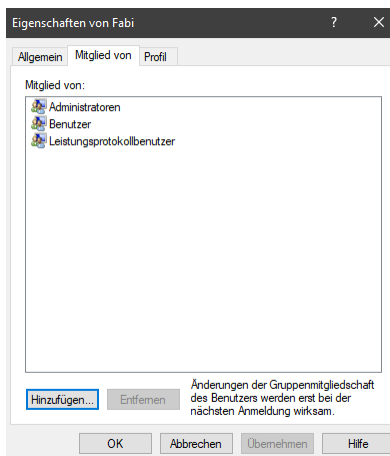 Eigenschaften von Fabi
?
Allgemein Mitglied von Profil
Mitglied von:
Administratoren
Benutzer
Leistungsprotokollbenutzer
Hinzufügen... Entfernen
Änderungen der Gruppenmitgliedschaft
des Benutzers werden erst bei der
nächsten Anmeldung wirksam.
OK Abbrechen Übernehmen Hilfe